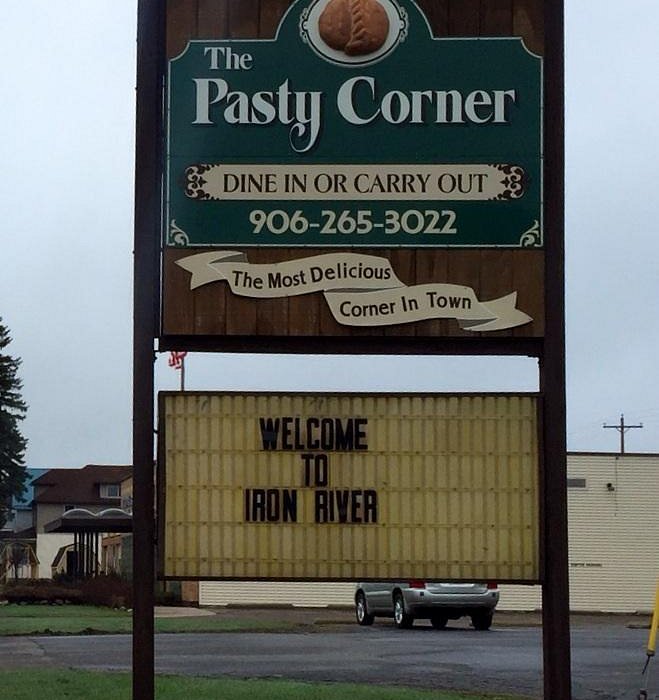 The
Pasty Corner
DINE IN OR CARRY OUT
906-265-3022
The Most Delicious
Corner In Town
WELCOME
TO
IRON RIVER